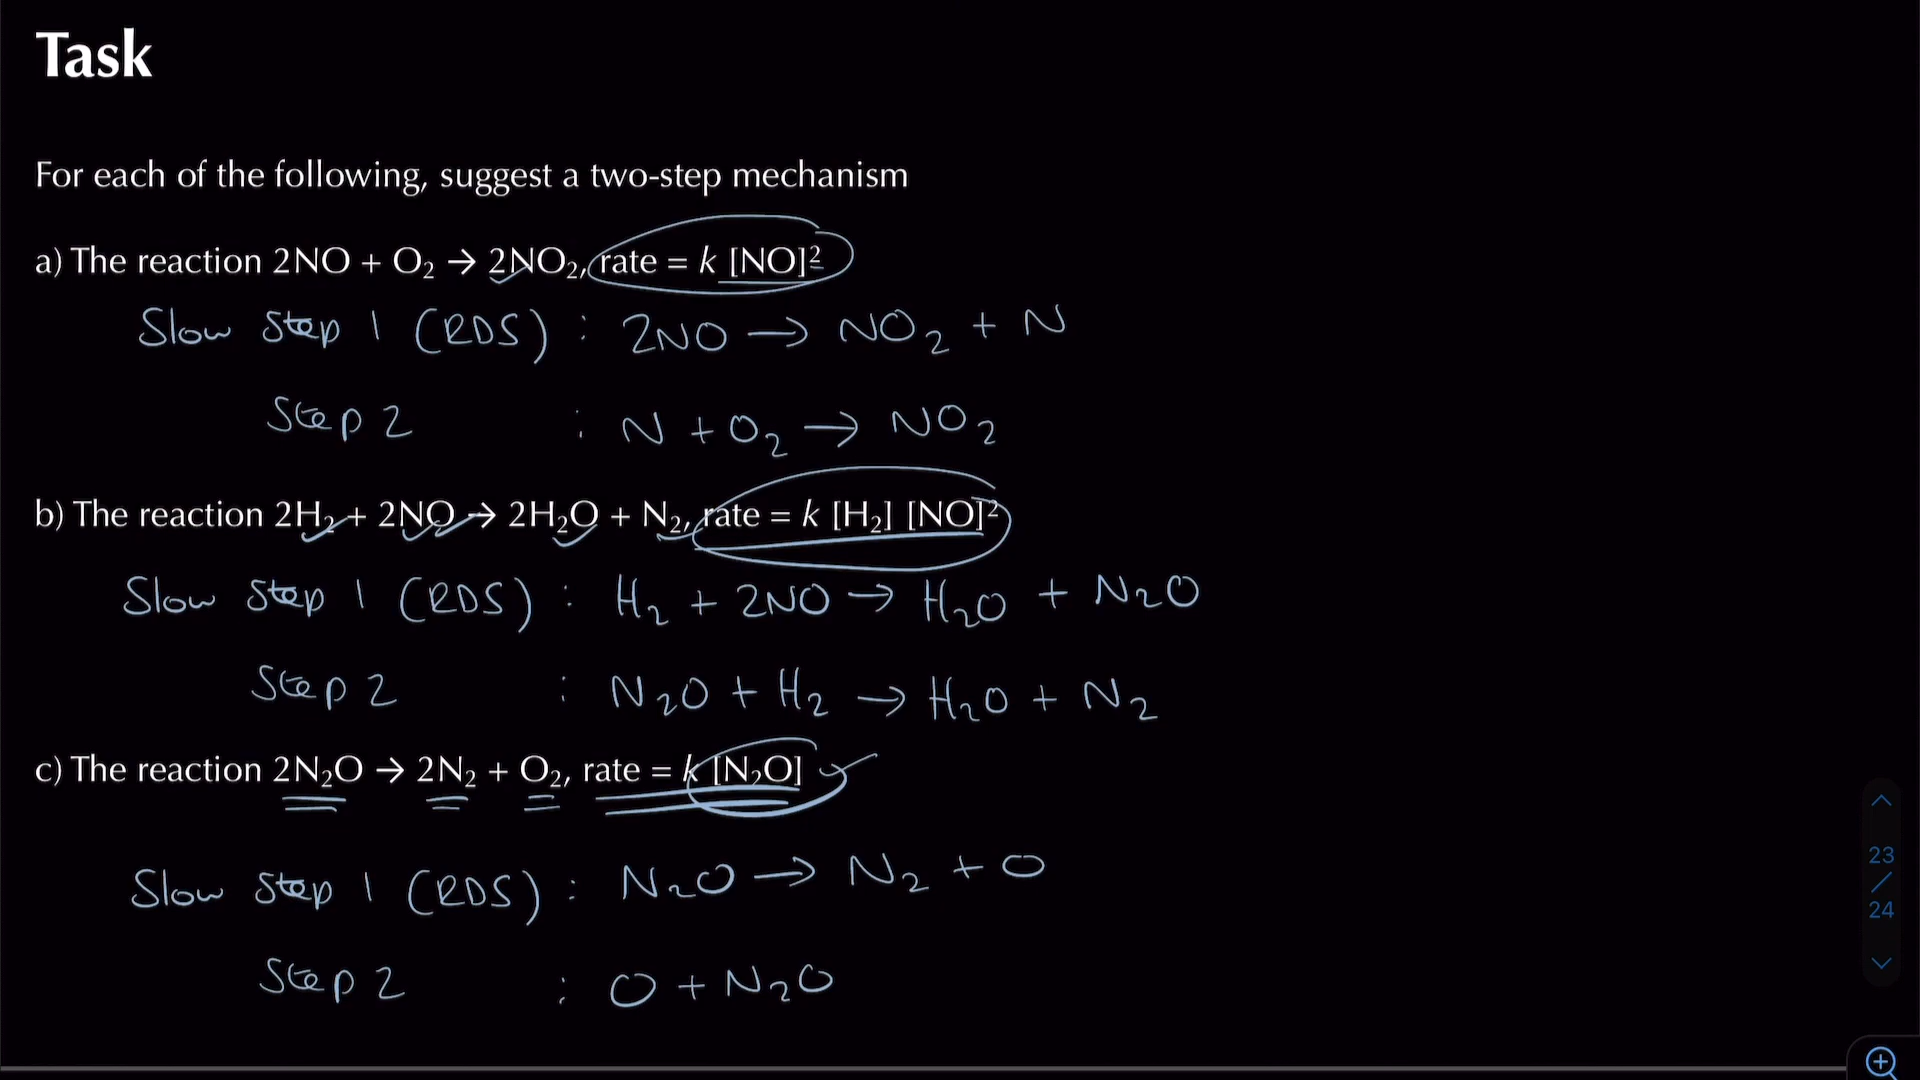 Task
For each of the following, suggest a two-step mechanism
a) The reaction 2NO + O₂ → 2NO₂, rate = k [NO]²
Slow Step 1 (RDS) : 2NO → NO₂ + N
Step 2 : N + O₂ → NO₂
b) The reaction 2H₂ + 2NO → 2H₂O + N₂, rate = k [H₂] [NO]²
Slow Step 1 (RDS) : H₂ + 2NO → H₂O + N₂O
Step 2 : N₂O + H₂ → H₂O + N₂
c) The reaction 2N₂O → 2N₂ + O₂, rate = k [N₂O]
Slow Step 1 (RDS) : N₂O → N₂ + O
Step 2 : O + N₂O
23
/
24